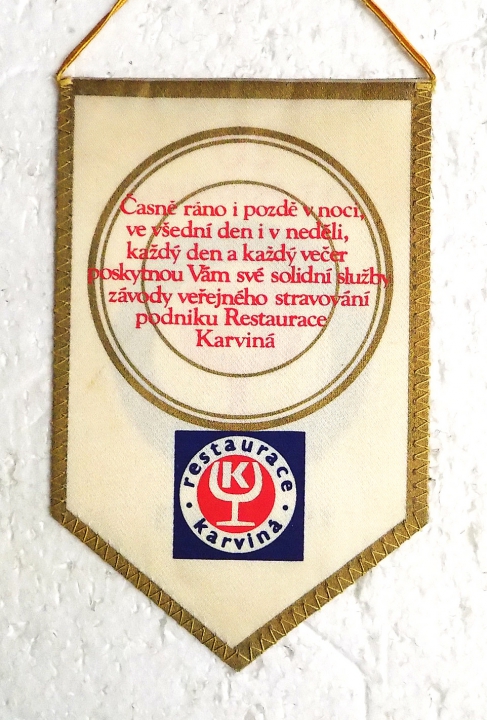 Časně ráno i pozdě v noci,
ve všední den i v neděli,
každý den a každý večer
poskytnou Vám své solidní služby
závody veřejného stravování
podniku Restaurace
Karviná
restaurace
K
karviná